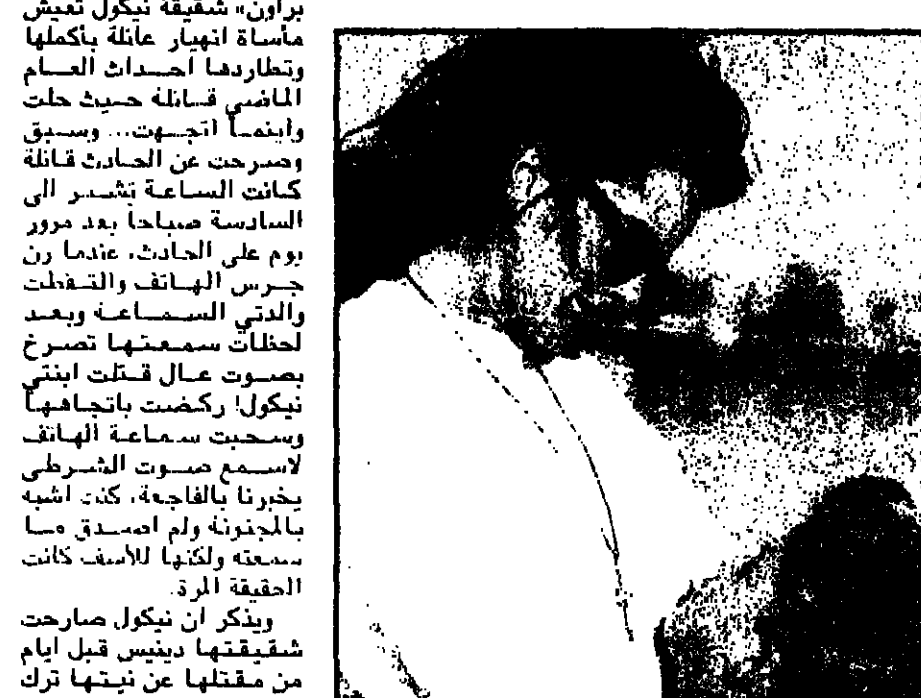 براون» شقيقة نيكول تعيش
مأساة انهيار عائلة بأكملها
وتطاردها احداث العام
الماضي قائلة حيث حلت
واينما اتجهت... وسبق
وصرحت عن الحادث قائلة
كانت الساعة تشير الى
السادسة صباحا بعد مرور
يوم على الحادث، عندما رن
جرس الهاتف والتقطت
والدتي السماعة وبعد
لحظات سمعتها تصرخ
بصوت عال قتلت ابنتي
نيكول! ركضت باتجاهها
وسحبت سماعة الهاتف
لاسمع صوت الشرطي
يخبرنا بالفاجعة، كنت اشبه
بالمجنونة ولم اصدق ما
سمعته ولكنها للأسف كانت
الحقيقة المرة.
ويذكر ان نيكول صارحت
شقيقتها دينيس قبل ايام
من مقتلها عن نيتها ترك